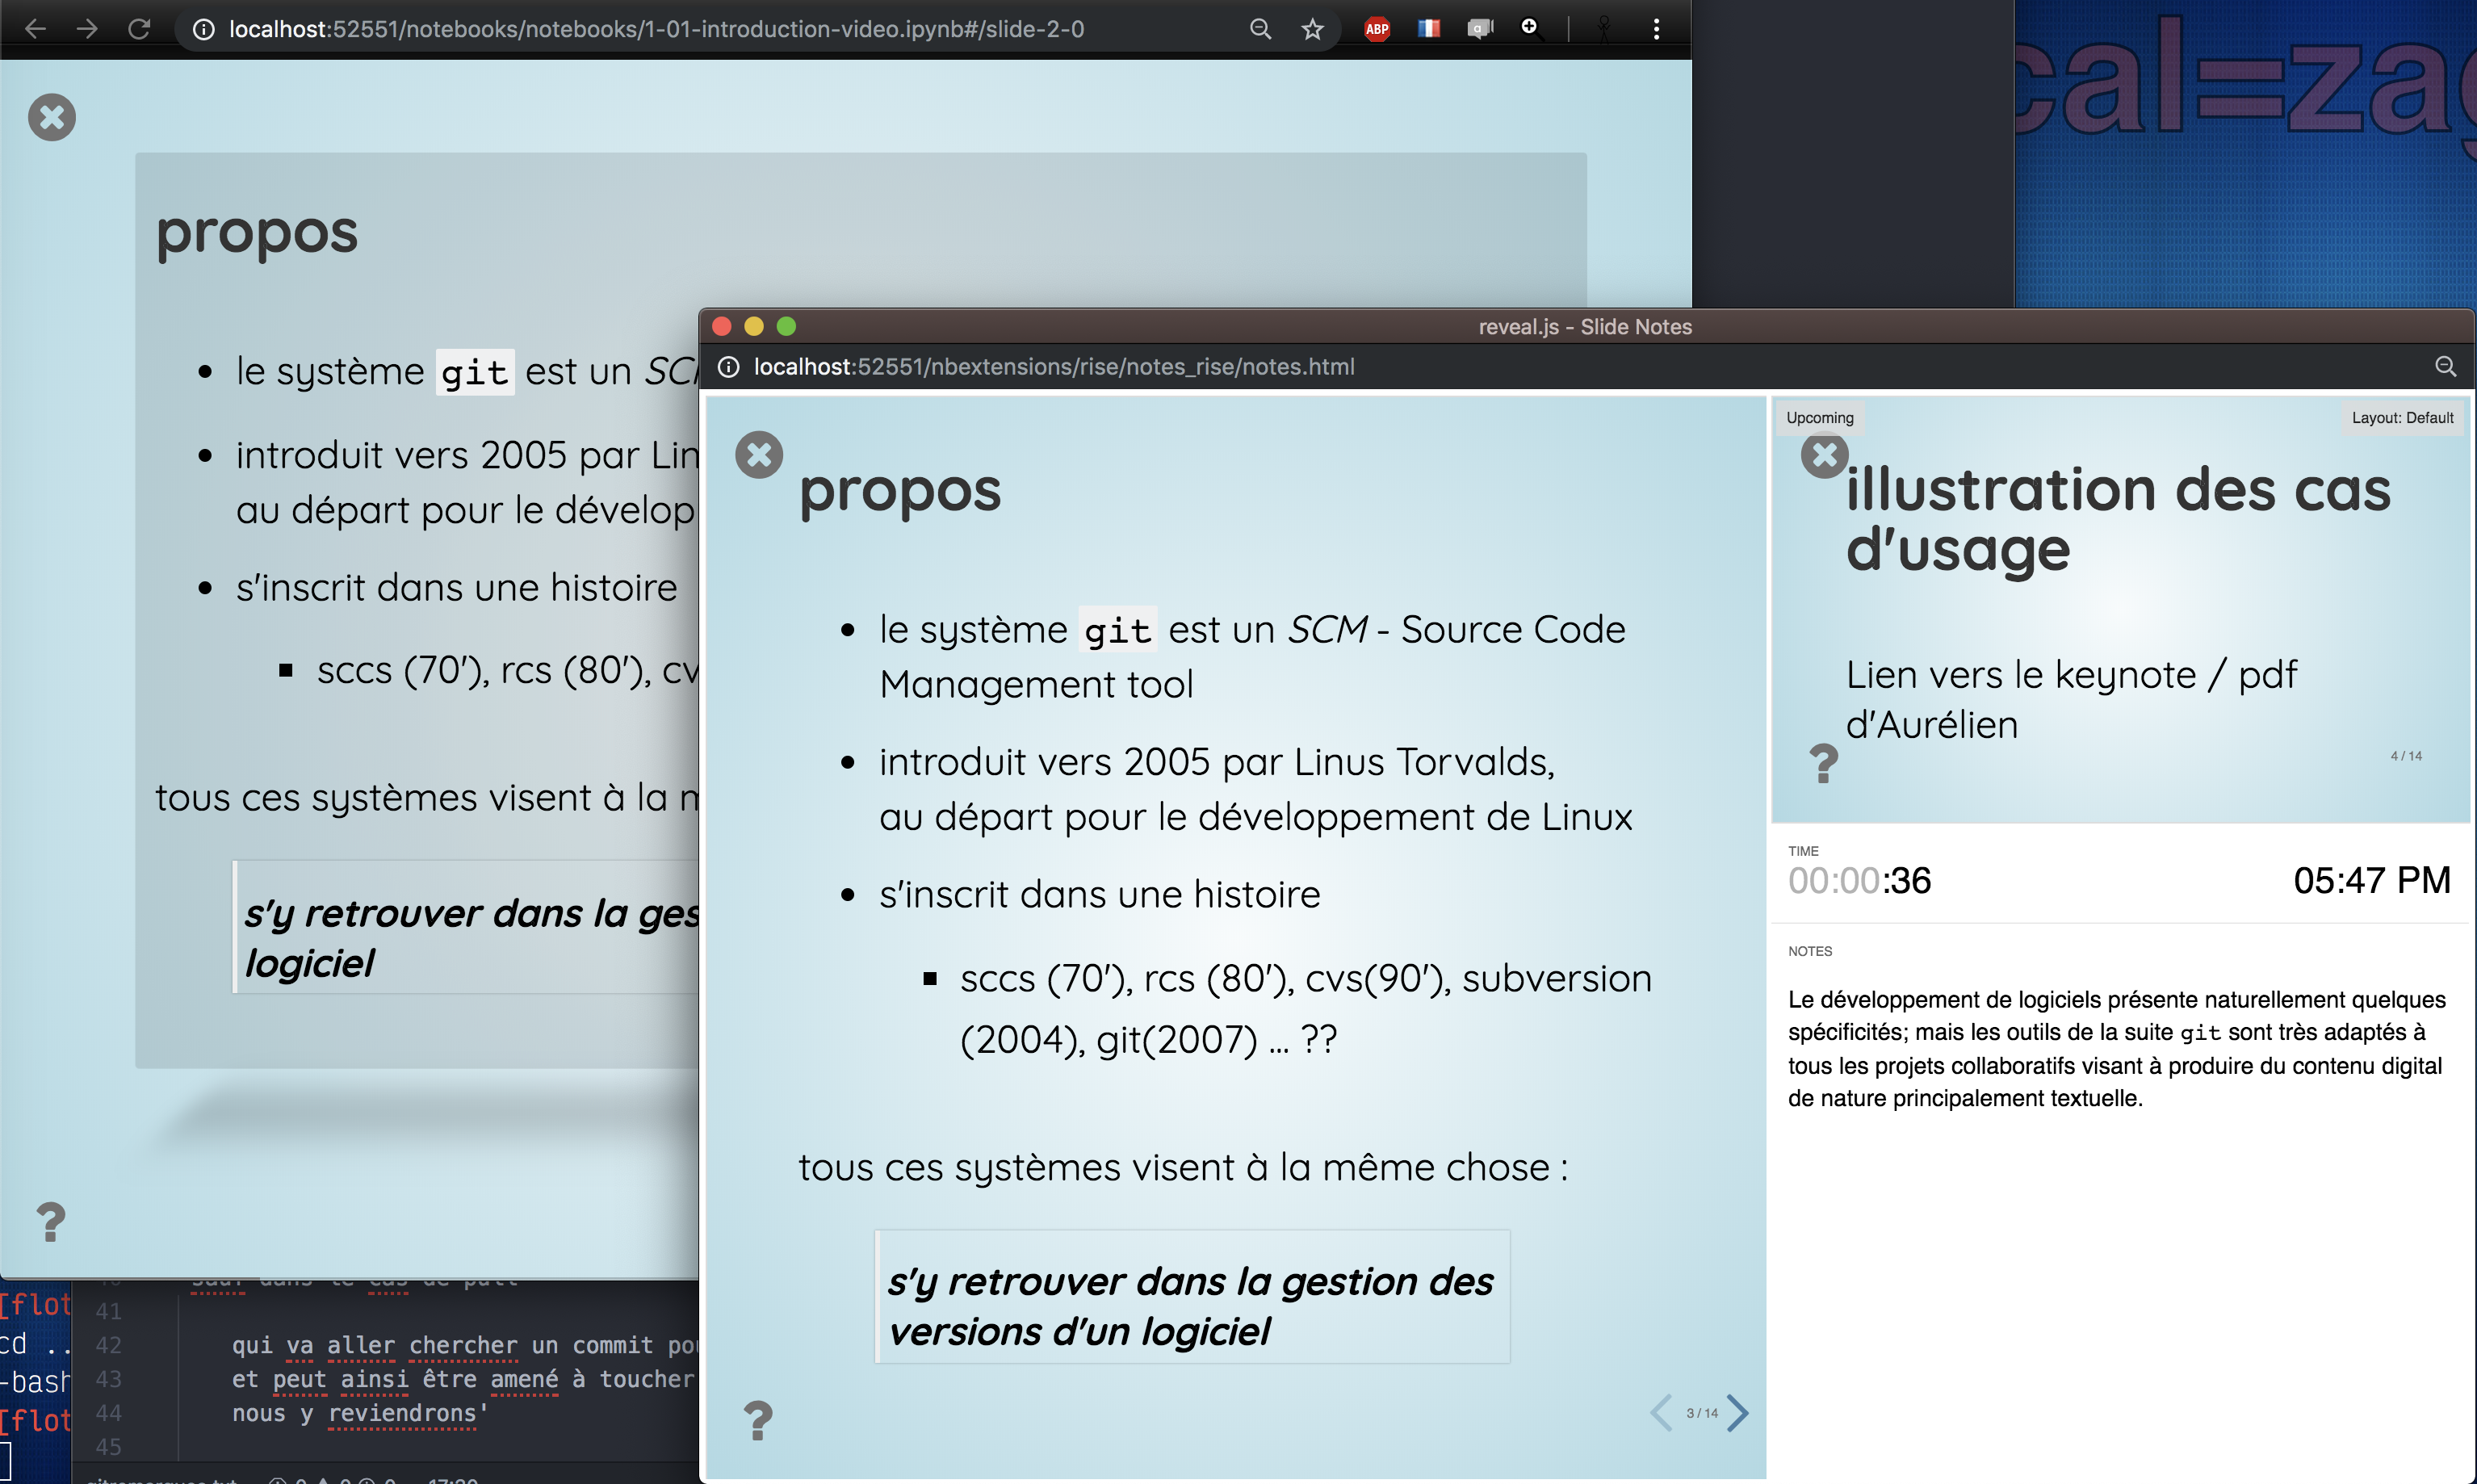 localhost:52551/notebooks/notebooks/1-01-introduction-video.ipynb#/slide-2-0
ABP
a
propos
le système git est un
introduit vers 2005 par
au départ pour le
s'inscrit dans une histoire
sccs (70'), rcs (80'),
tous ces systèmes visent à la
s'y retrouver dans la
logiciel
?
cal=zag
reveal.js - Slide Notes
localhost:52551/nbextensions/rise/notes_rise/notes.html
propos
le système git est un SCM - Source Code
Management tool
introduit vers 2005 par Linus Torvalds,
au départ pour le développement de Linux
s'inscrit dans une histoire
sccs (70'), rcs (80'), cvs(90'), subversion
(2004), git(2007) ... ??
tous ces systèmes visent à la même chose :
s'y retrouver dans la gestion des
versions d'un logiciel
?
3 / 14
Upcoming
Layout: Default
illustration des cas
d'usage
Lien vers le keynote / pdf
d'Aurélien
?
4 / 14
TIME
00:00:36
05:47 PM
NOTES
Le développement de logiciels présente naturellement quelques
spécificités; mais les outils de la suite git sont très adaptés à
tous les projets collaboratifs visant à produire du contenu digital
de nature principalement textuelle.
[flot
cd ..
-bash
[flot
41
42 qui va aller chercher un commit
43 et peut ainsi être amené à toucher
44 nous y reviendrons'
45